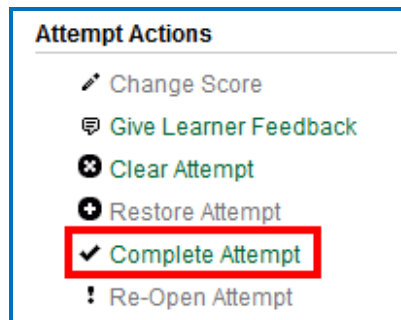 Attempt Actions
Change Score
Give Learner Feedback
Clear Attempt
Restore Attempt
Complete Attempt
Re-Open Attempt